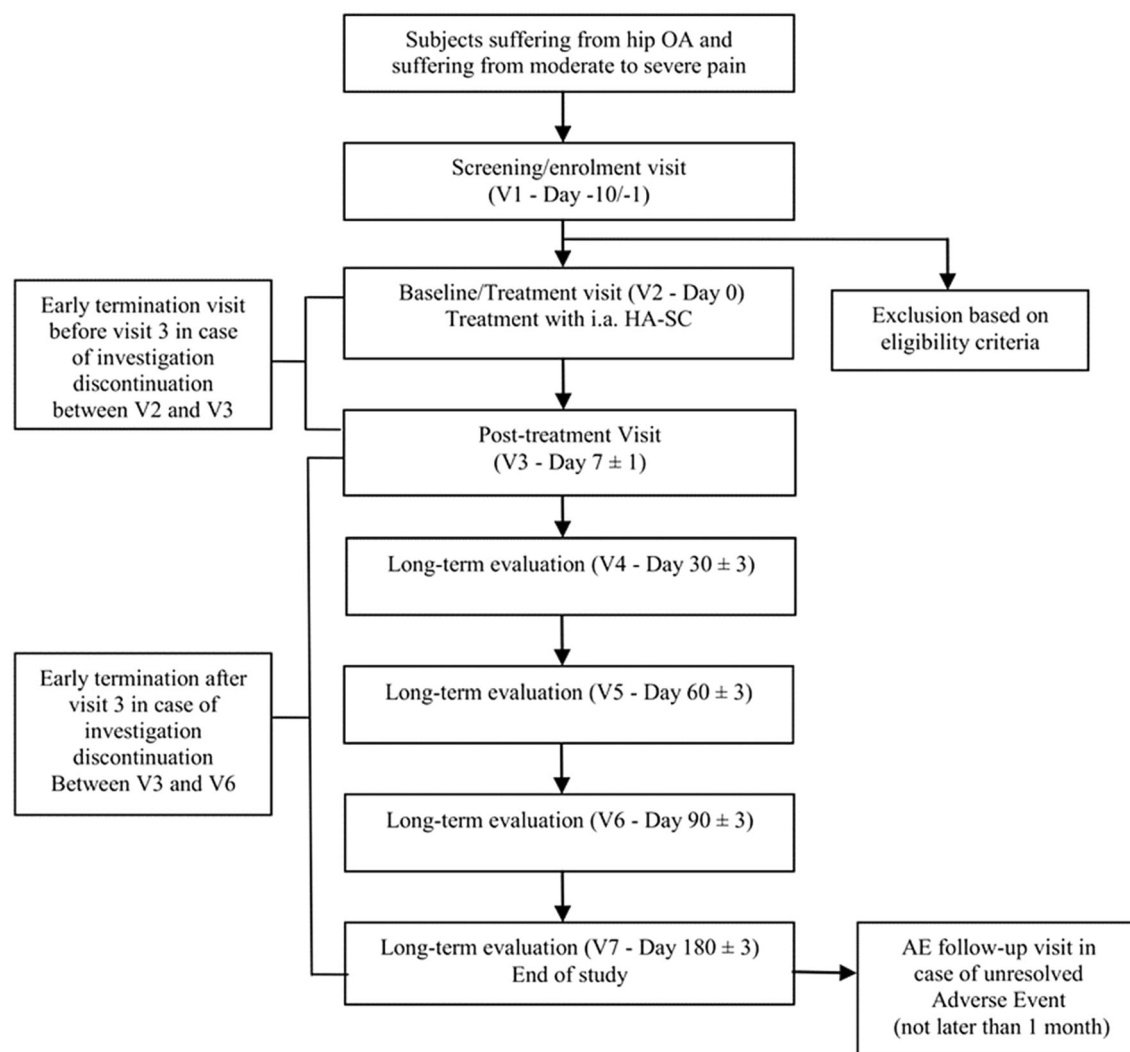 Subjects suffering from hip OA and
suffering from moderate to severe pain
Screening/enrolment visit
(V1 - Day -10/-1)
Baseline/Treatment visit (V2 - Day 0)
Treatment with i.a. HA-SC
Exclusion based on
eligibility criteria
Early termination visit
before visit 3 in case
of investigation
discontinuation
between V2 and V3
Post-treatment Visit
(V3 - Day 7 ± 1)
Long-term evaluation (V4 - Day 30 ± 3)
Early termination after
visit 3 in case of
investigation
discontinuation
Between V3 and V6
Long-term evaluation (V5 - Day 60 ± 3)
Long-term evaluation (V6 - Day 90 ± 3)
Long-term evaluation (V7 - Day 180 ± 3)
End of study
AE follow-up visit in
case of unresolved
Adverse Event
(not later than 1 month)